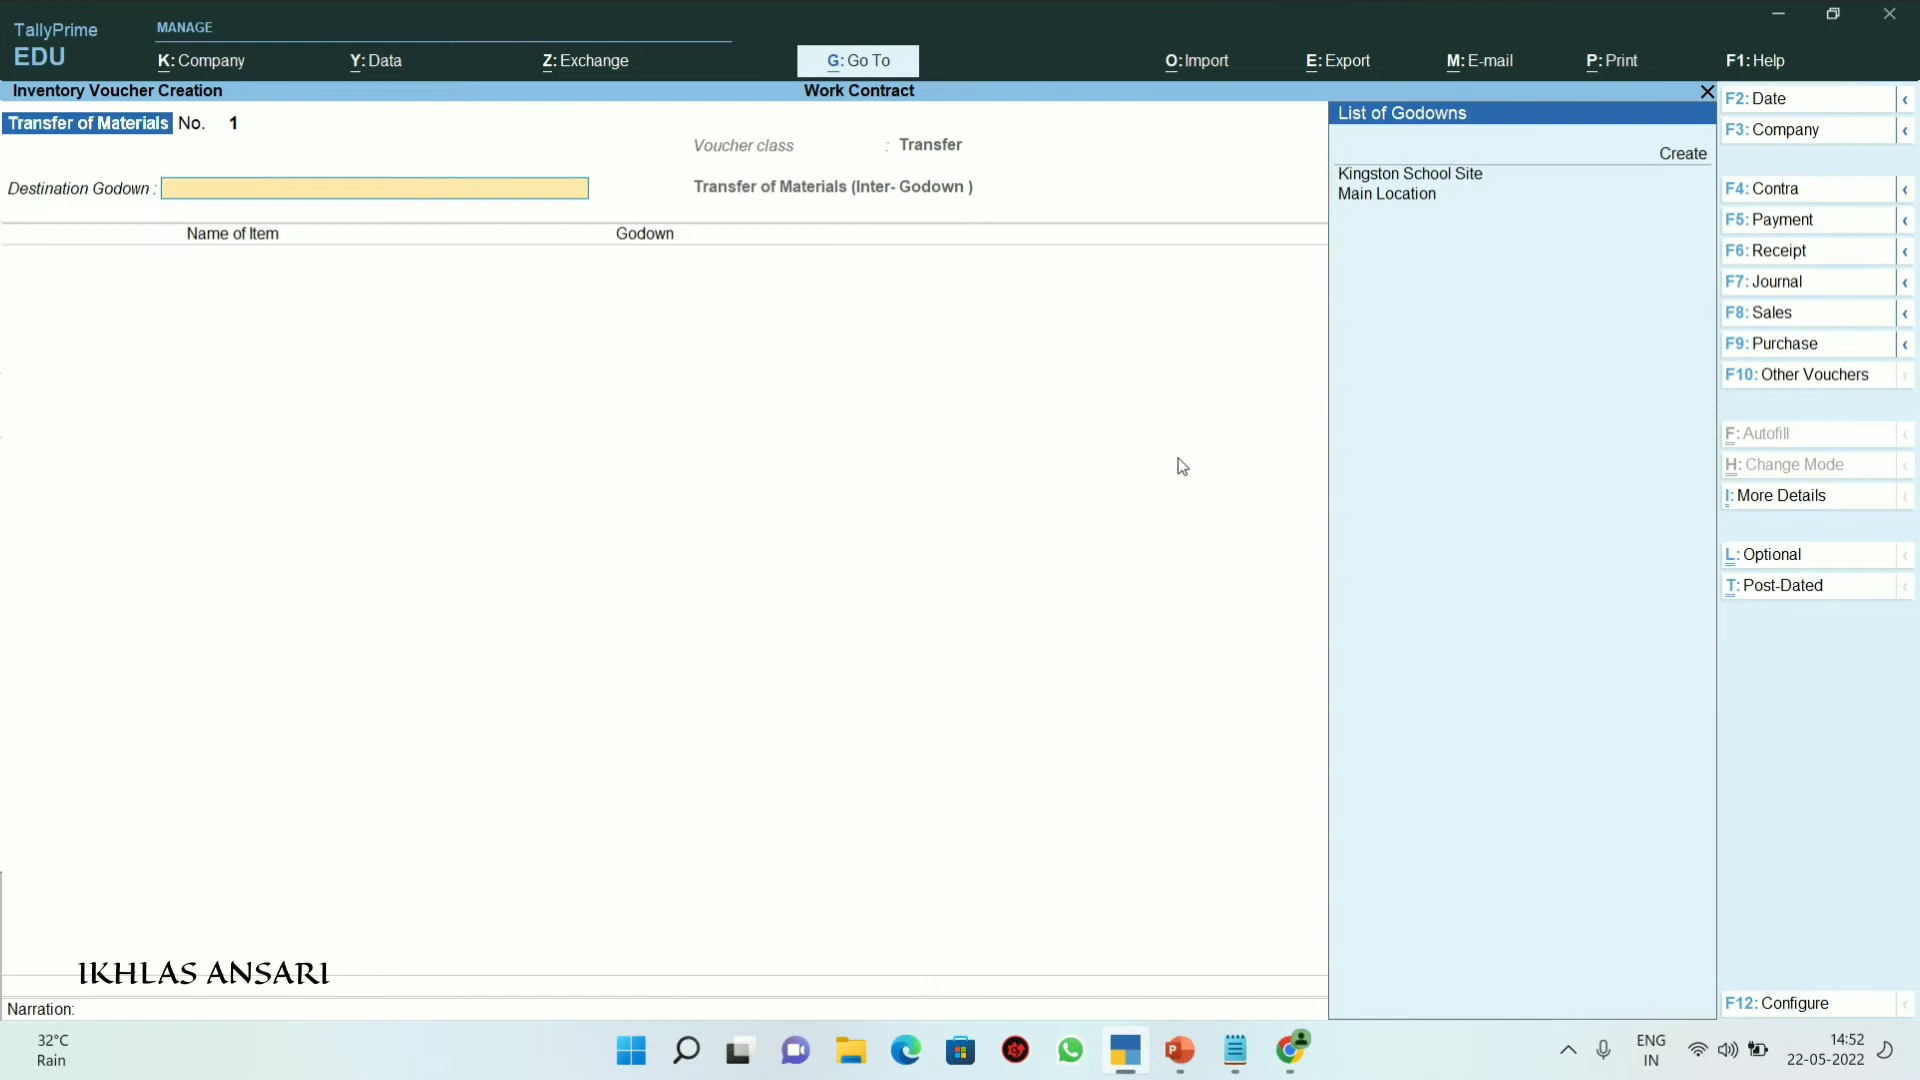 TallyPrime
EDU
MANAGE
K: Company
Y: Data
Z: Exchange
G: Go To
O: Import
E: Export
M: E-mail
P: Print
F1: Help
Inventory Voucher Creation
Work Contract
Transfer of Materials No. 1
Voucher class : Transfer
Destination Godown :
Transfer of Materials (Inter- Godown )
Name of Item
Godown
List of Godowns
Create
Kingston School Site
Main Location
F2: Date
F3: Company
F4: Contra
F5: Payment
F6: Receipt
F7: Journal
F8: Sales
F9: Purchase
F10: Other Vouchers
F: Autofill
H: Change Mode
I: More Details
L: Optional
T: Post-Dated
F12: Configure
IKHLAS ANSARI
Narration:
32°C
Rain
ENG
IN
14:52
22-05-2022